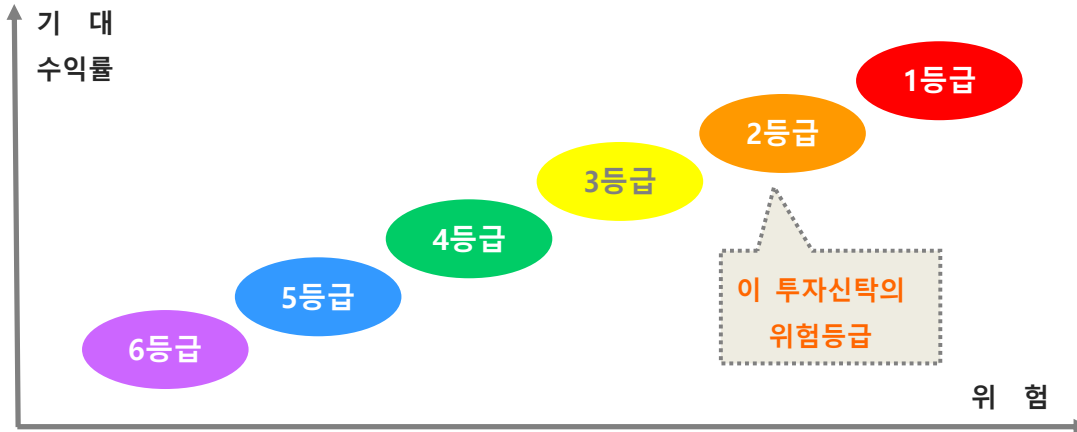 기 대
수익률
1등급
2등급
3등급
4등급
5등급
6등급
이 투자신탁의
위험등급
위 험